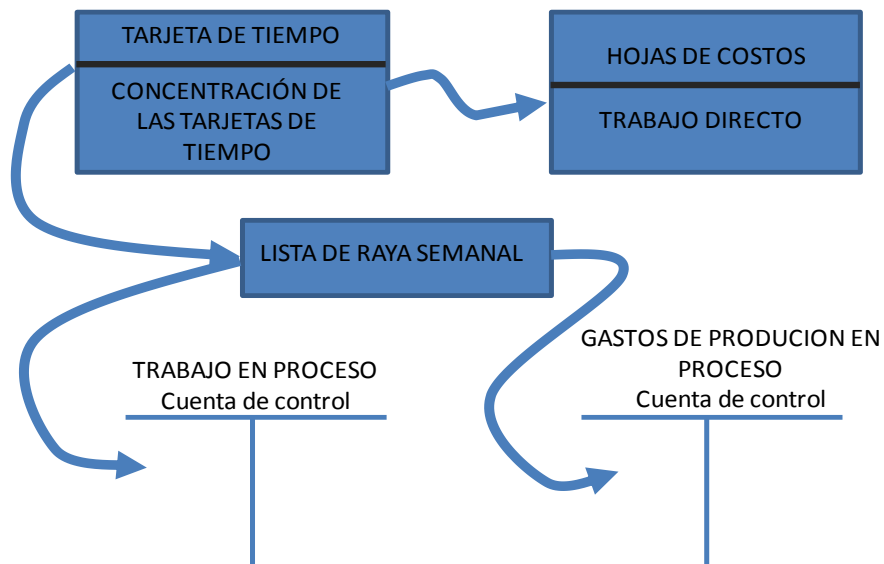 TARJETA DE TIEMPO
CONCENTRACIÓN DE
LAS TARJETAS DE
TIEMPO
HOJAS DE COSTOS
TRABAJO DIRECTO
LISTA DE RAYA SEMANAL
TRABAJO EN PROCESO
Cuenta de control
GASTOS DE PRODUCION EN
PROCESO
Cuenta de control